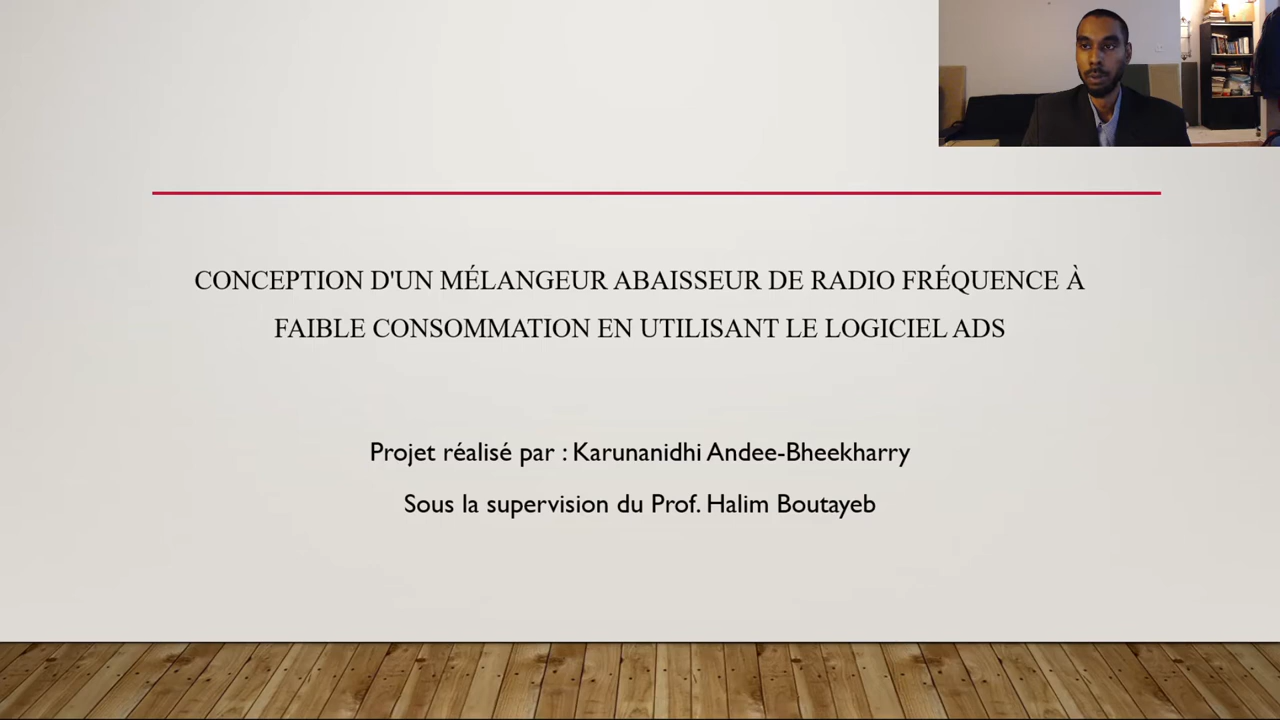 CONCEPTION D'UN MÉLANGEUR ABAISSEUR DE RADIO FRÉQUENCE À
FAIBLE CONSOMMATION EN UTILISANT LE LOGICIEL ADS
Projet réalisé par : Karunanidhi Andee-Bheekharry
Sous la supervision du Prof. Halim Boutayeb